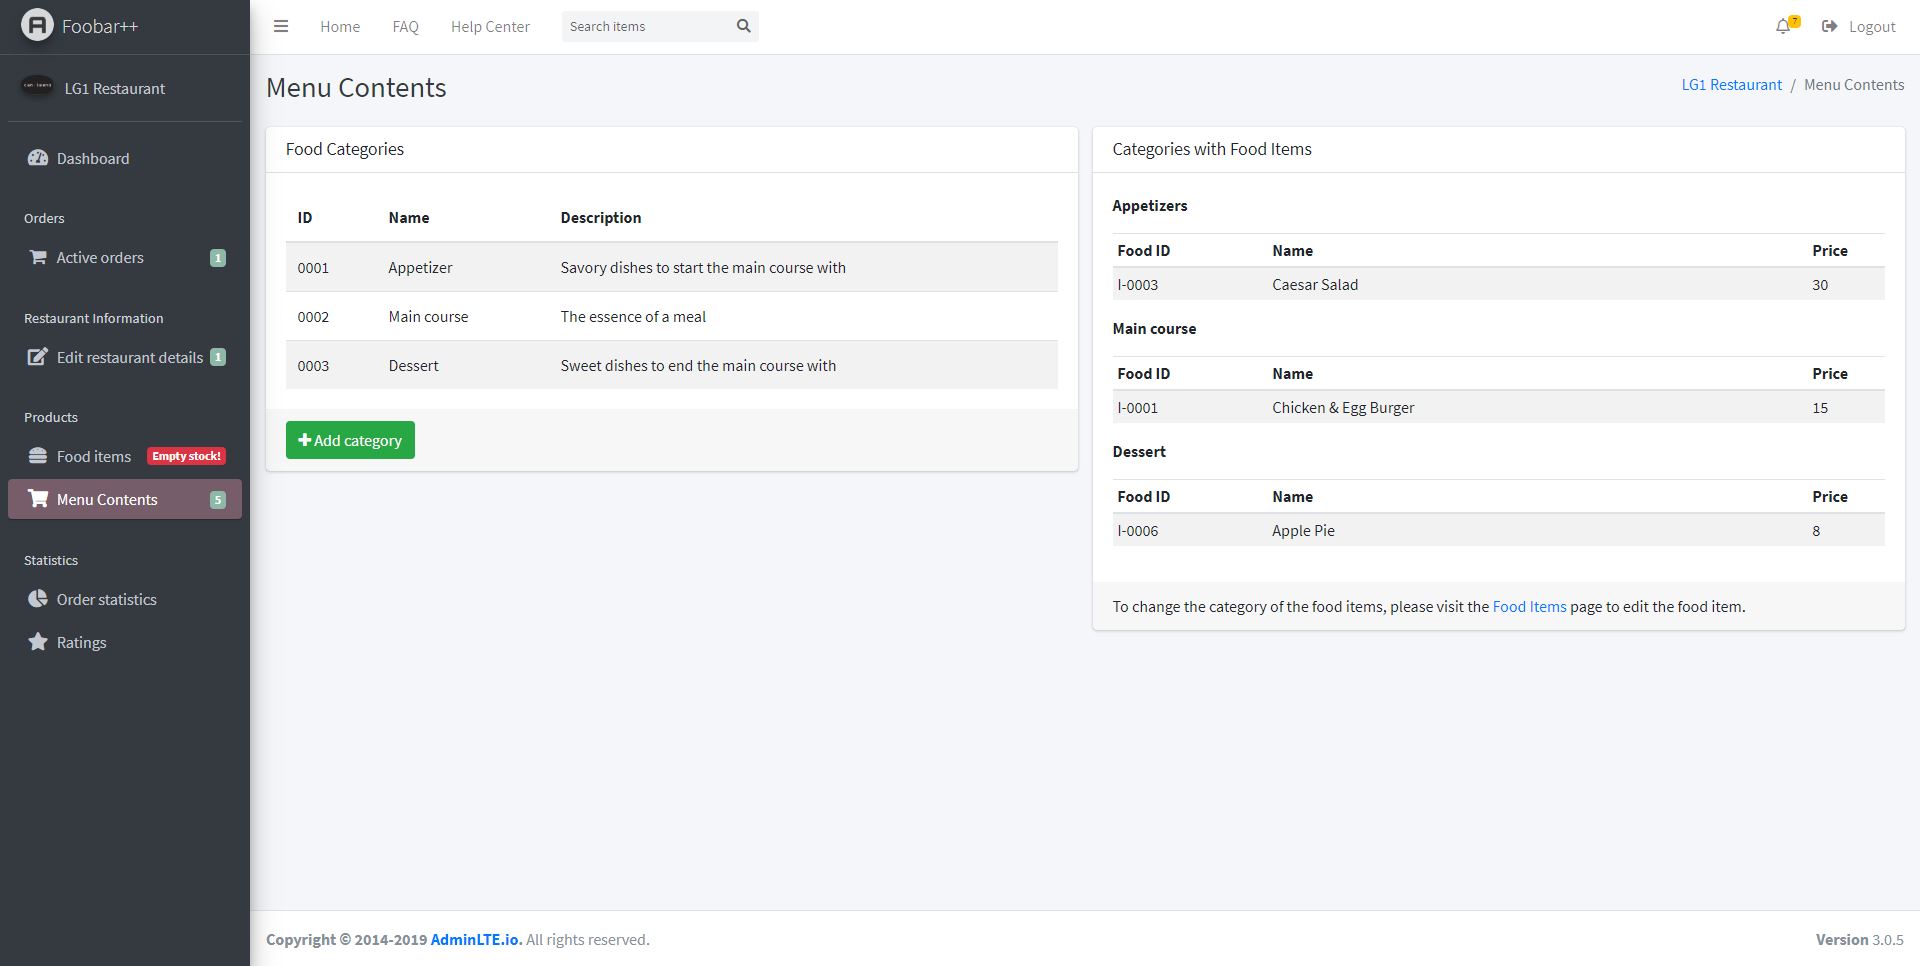 Foobar++
Home FAQ Help Center Search items 7 Logout
LG1 Restaurant
Dashboard
Orders
Active orders 1
Restaurant Information
Edit restaurant details 1
Products
Food items Empty stock!
Menu Contents 5
Statistics
Order statistics
Ratings
Menu Contents
LG1 Restaurant / Menu Contents
Food Categories
ID Name Description
0001 Appetizer Savory dishes to start the main course with
0002 Main course The essence of a meal
0003 Dessert Sweet dishes to end the main course with
Add category
Categories with Food Items
Appetizers
Food ID Name Price
I-0003 Caesar Salad 30
Main course
Food ID Name Price
I-0001 Chicken & Egg Burger 15
Dessert
Food ID Name Price
I-0006 Apple Pie 8
To change the category of the food items, please visit the Food Items page to edit the food item.
Copyright © 2014-2019 AdminLTE.io. All rights reserved.
Version 3.0.5